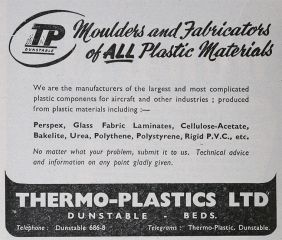 TP
DUNSTABLE
Moulders and Fabricators
of ALL Plastic Materials
We are the manufacturers of the largest and most complicated
plastic components for aircraft and other industries ; produced
from plastic materials including :—
Perspex, Glass Fabric Laminates, Cellulose-Acetate,
Bakelite, Urea, Polythene, Polystyrene, Rigid P.V.C., etc.
No matter what your problem, submit it to us. Technical advice
and information on any point gladly given.
THERMO-PLASTICS LTD
DUNSTABLE - BEDS.
Telephone : Dunstable 686-8 Telegrams : Thermo-Plastic, Dunstable.